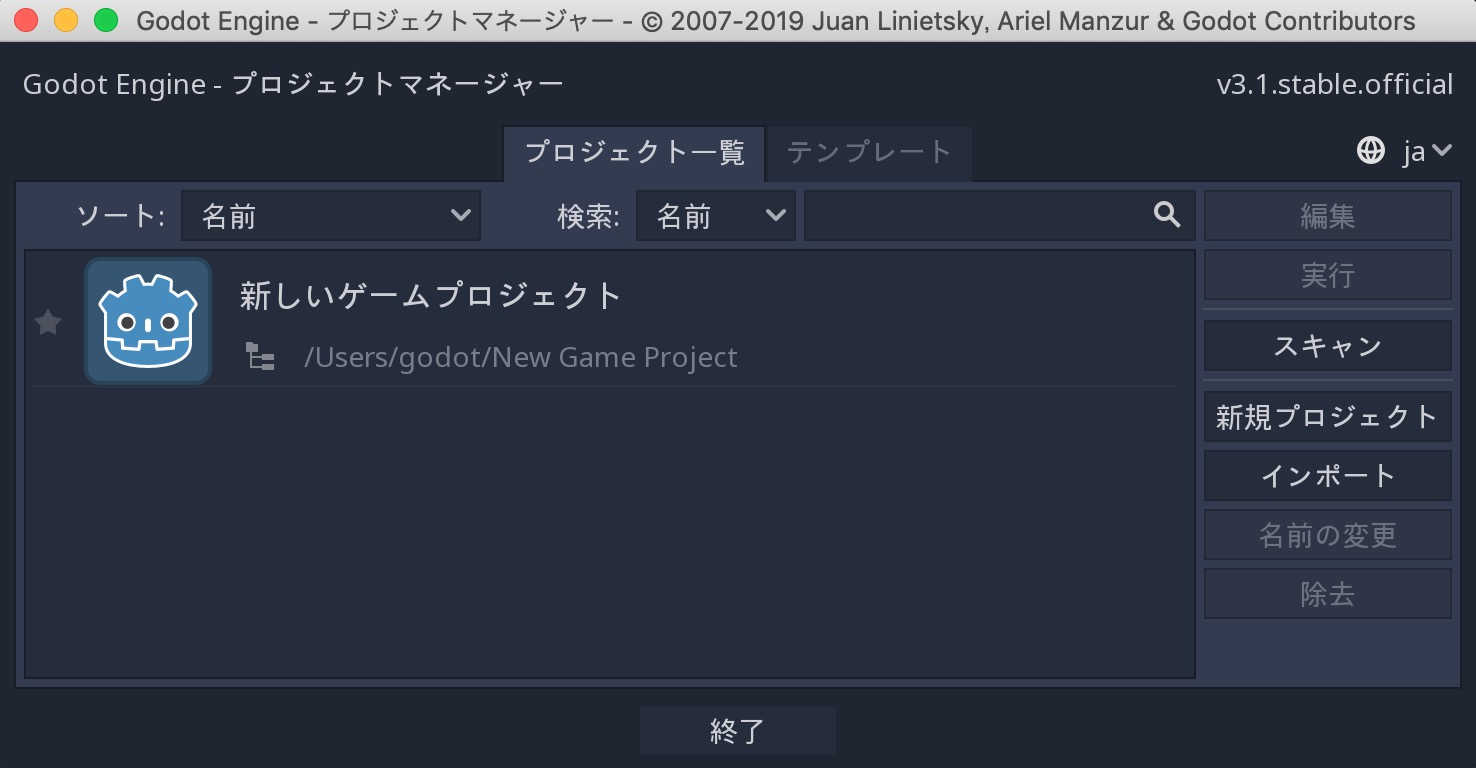 Godot Engine - プロジェクトマネージャー - © 2007-2019 Juan Linietsky, Ariel Manzur & Godot Contributors
Godot Engine - プロジェクトマネージャー
v3.1.stable.official
プロジェクト一覧
テンプレート
ja
ソート:
名前
検索:
名前
編集
新しいゲームプロジェクト
/Users/godot/New Game Project
実行
スキャン
新規プロジェクト
インポート
名前の変更
除去
終了